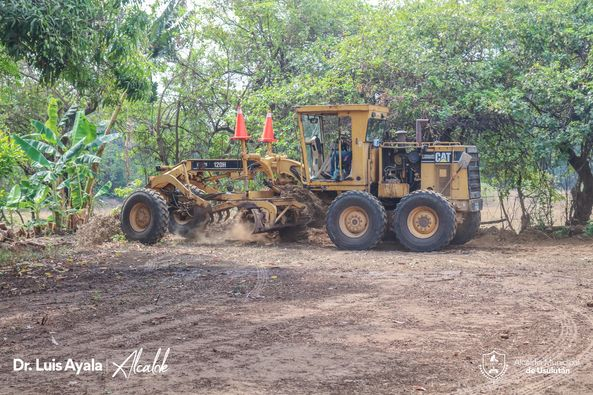 120H
CAT
Dr. Luis Ayala
Alcalde
Alcaldía Municipal
de Usulután